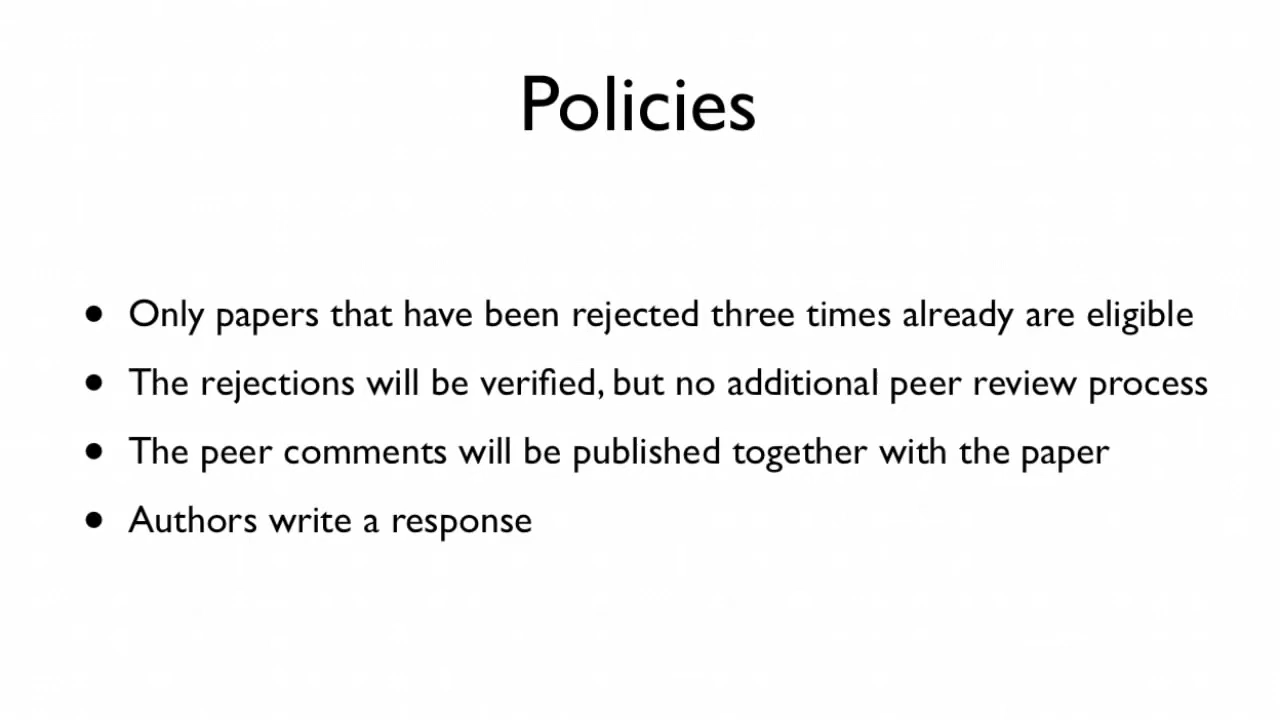 Policies
• Only papers that have been rejected three times already are eligible
• The rejections will be verified, but no additional peer review process
• The peer comments will be published together with the paper
• Authors write a response